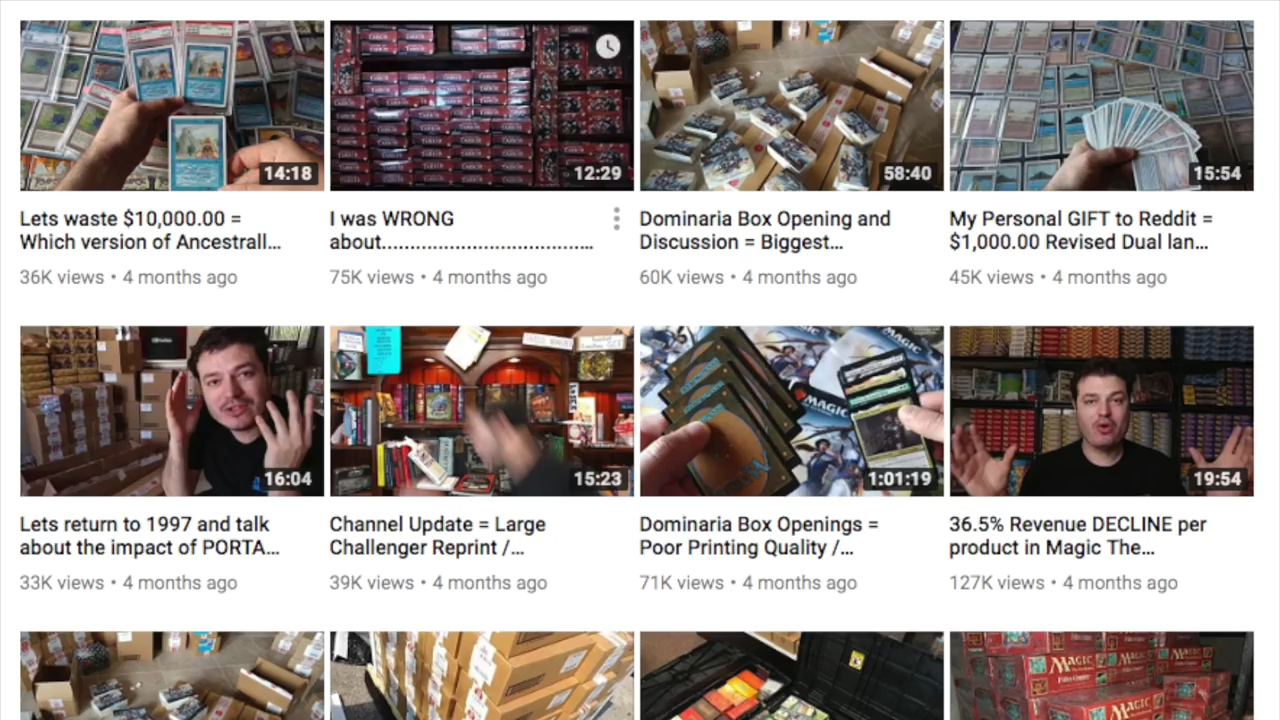 14:18
12:29
58:40
15:54
Lets waste $10,000.00 =
Which version of Ancestrall…
36K views • 4 months ago
I was WRONG
about……………………………………
75K views • 4 months ago
Dominaria Box Opening and
Discussion = Biggest…
60K views • 4 months ago
My Personal GIFT to Reddit =
$1,000.00 Revised Dual lan…
45K views • 4 months ago
MAGIC
MAGIC
16:04
15:23
1:01:19
19:54
Lets return to 1997 and talk
about the impact of PORTA…
33K views • 4 months ago
Channel Update = Large
Challenger Reprint /…
39K views • 4 months ago
Dominaria Box Openings =
Poor Printing Quality /…
71K views • 4 months ago
36.5% Revenue DECLINE per
product in Magic The…
127K views • 4 months ago
MAGIC
MAGIC
MAGIC